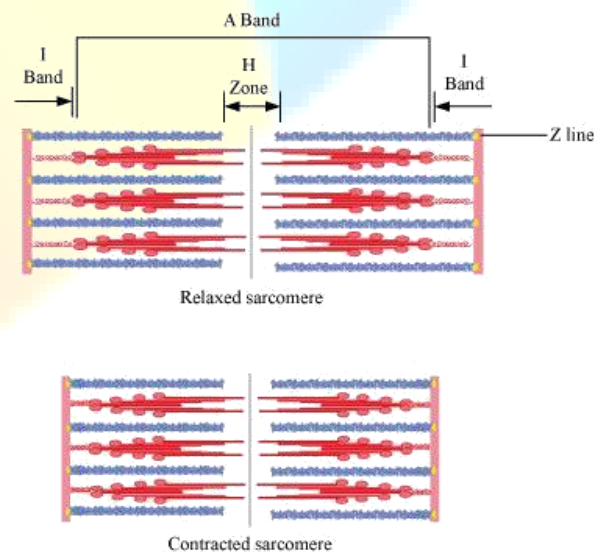 A Band
I
Band
H
Zone
I
Band
Z line
Relaxed sarcomere
Contracted sarcomere